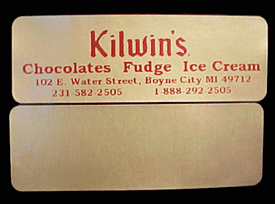 Kilwin's
Chocolates Fudge Ice Cream
102 E. Water Street, Boyne City MI 49712
231-582-2505 1-888-292-2505